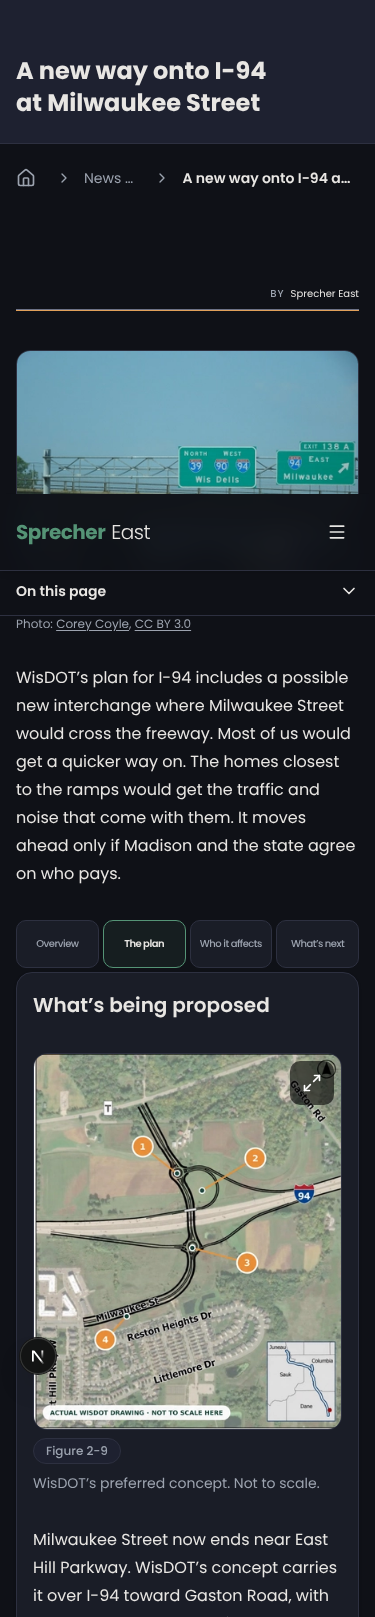 A new way onto I-94
at Milwaukee Street
News ...
A new way onto I-94 a...
BY Sprecher East
NORTH WEST
39 90 94
Wis Dells
EXIT 138 A
94 EAST
Milwaukee
Sprecher East
On this page
Photo: Corey Coyle, CC BY 3.0
WisDOT's plan for I-94 includes a possible
new interchange where Milwaukee Street
would cross the freeway. Most of us would
get a quicker way on. The homes closest
to the ramps would get the traffic and
noise that come with them. It moves
ahead only if Madison and the state agree
on who pays.
Overview
The plan
Who it affects
What's next
What's being proposed
Gaston Rd
T
1
2
94
3
Milwaukee St
4
Reston Heights Dr
Littlemore Dr
Juneau
Columbia
Sauk
Dane
N
t Hill Pk
ACTUAL WISDOT DRAWING - NOT TO SCALE HERE
Figure 2-9
WisDOT's preferred concept. Not to scale.
Milwaukee Street now ends near East
Hill Parkway. WisDOT's concept carries
it over I-94 toward Gaston Road, with